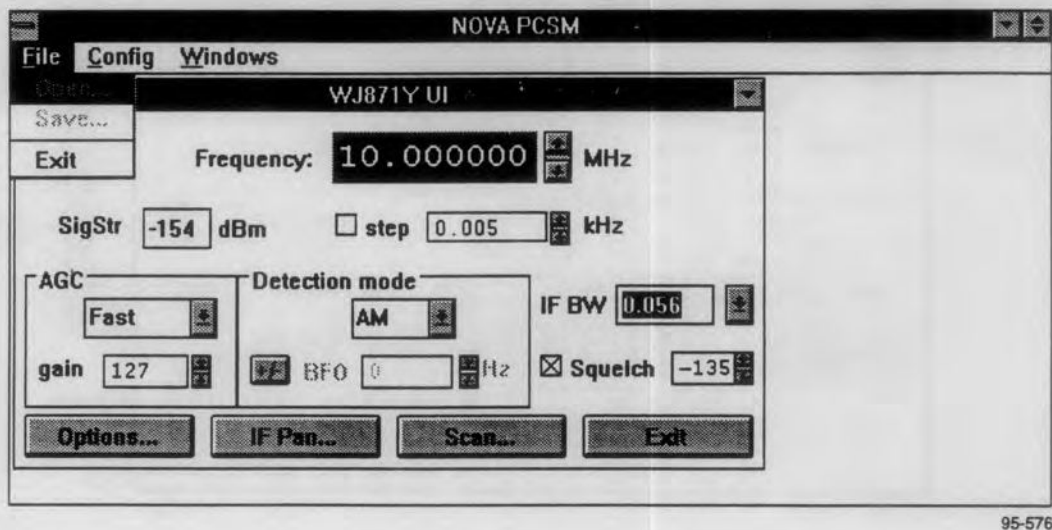 NOVA PCSM
File Config Windows
Open...
WJ871Y UI
Save...
Exit
Frequency: 10.000000 MHz
SigStr -154 dBm step 0.005 kHz
AGC
Detection mode
Fast
AM
IF BW 0.056
gain 127
+/- BFO 0 Hz
Squelch -135
Options... IF Pan... Scan... Exit
95-576